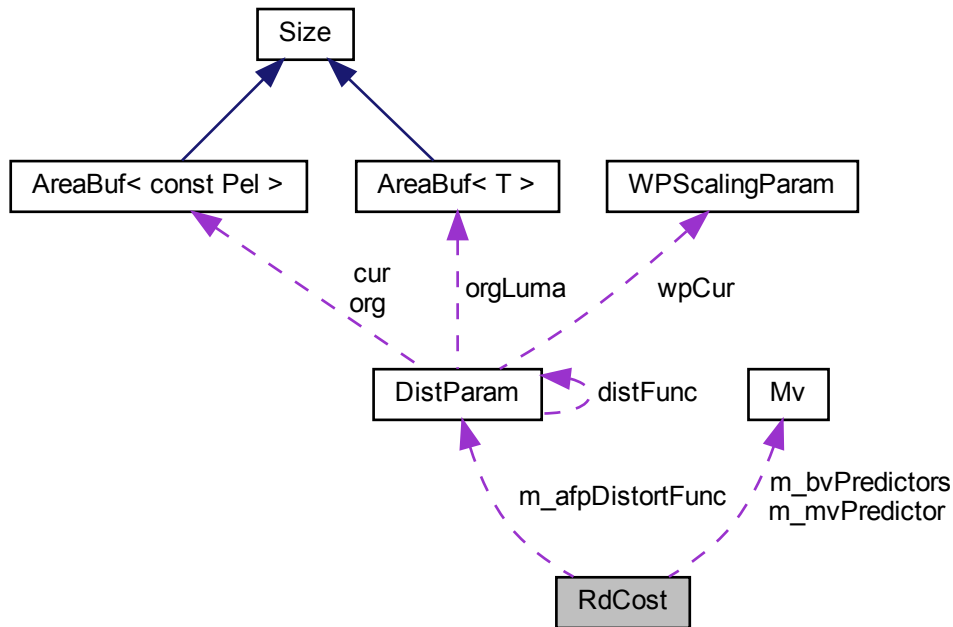 Size
AreaBuf< const Pel >
AreaBuf< T >
WPScalingParam
cur
org
orgLuma
wpCur
DistParam
distFunc
Mv
m_afpDistortFunc
m_bvPredictors
m_mvPredictor
RdCost